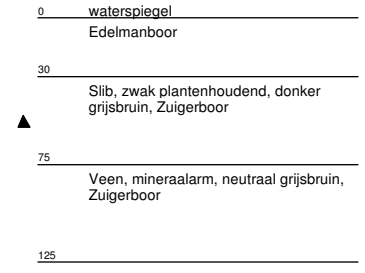 0 waterspiegel
Edelmanboor
30
Slib, zwak plantenhoudend, donker
grijsbruin, Zuigerboor
75
Veen, mineraalarm, neutraal grijsbruin,
Zuigerboor
125